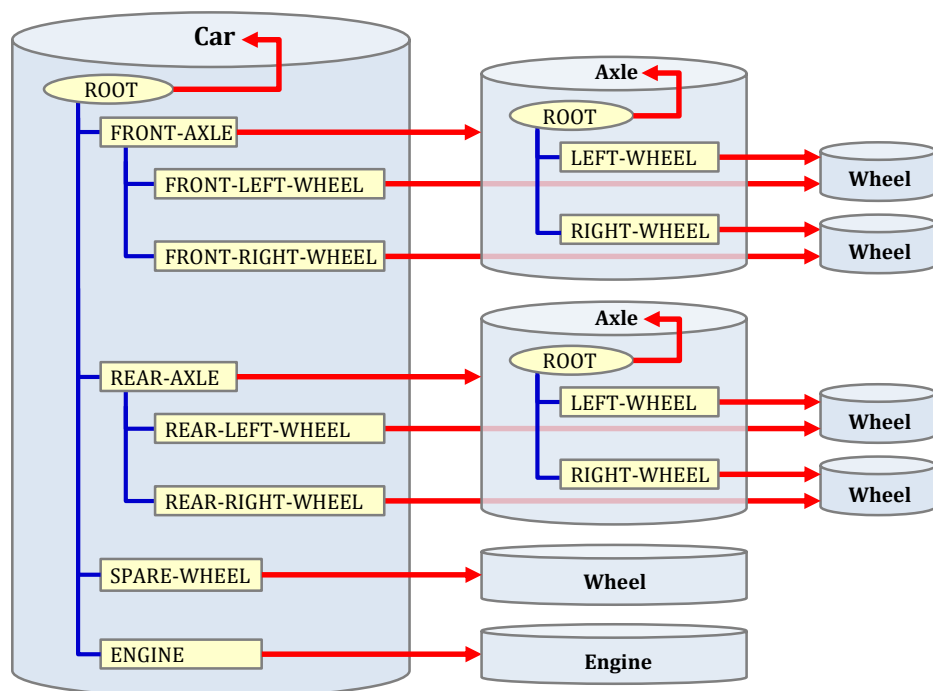 Car
ROOT
FRONT-AXLE
FRONT-LEFT-WHEEL
FRONT-RIGHT-WHEEL
REAR-AXLE
REAR-LEFT-WHEEL
REAR-RIGHT-WHEEL
SPARE-WHEEL
ENGINE
Axle
ROOT
LEFT-WHEEL
RIGHT-WHEEL
Wheel
Wheel
Axle
ROOT
LEFT-WHEEL
RIGHT-WHEEL
Wheel
Wheel
Wheel
Engine